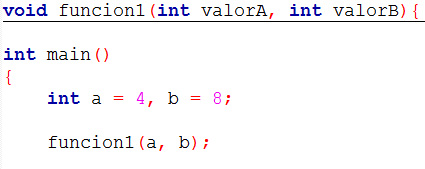 void funcion1(int valorA, int valorB){
int main()
{
int a = 4, b = 8;
funcion1(a, b);